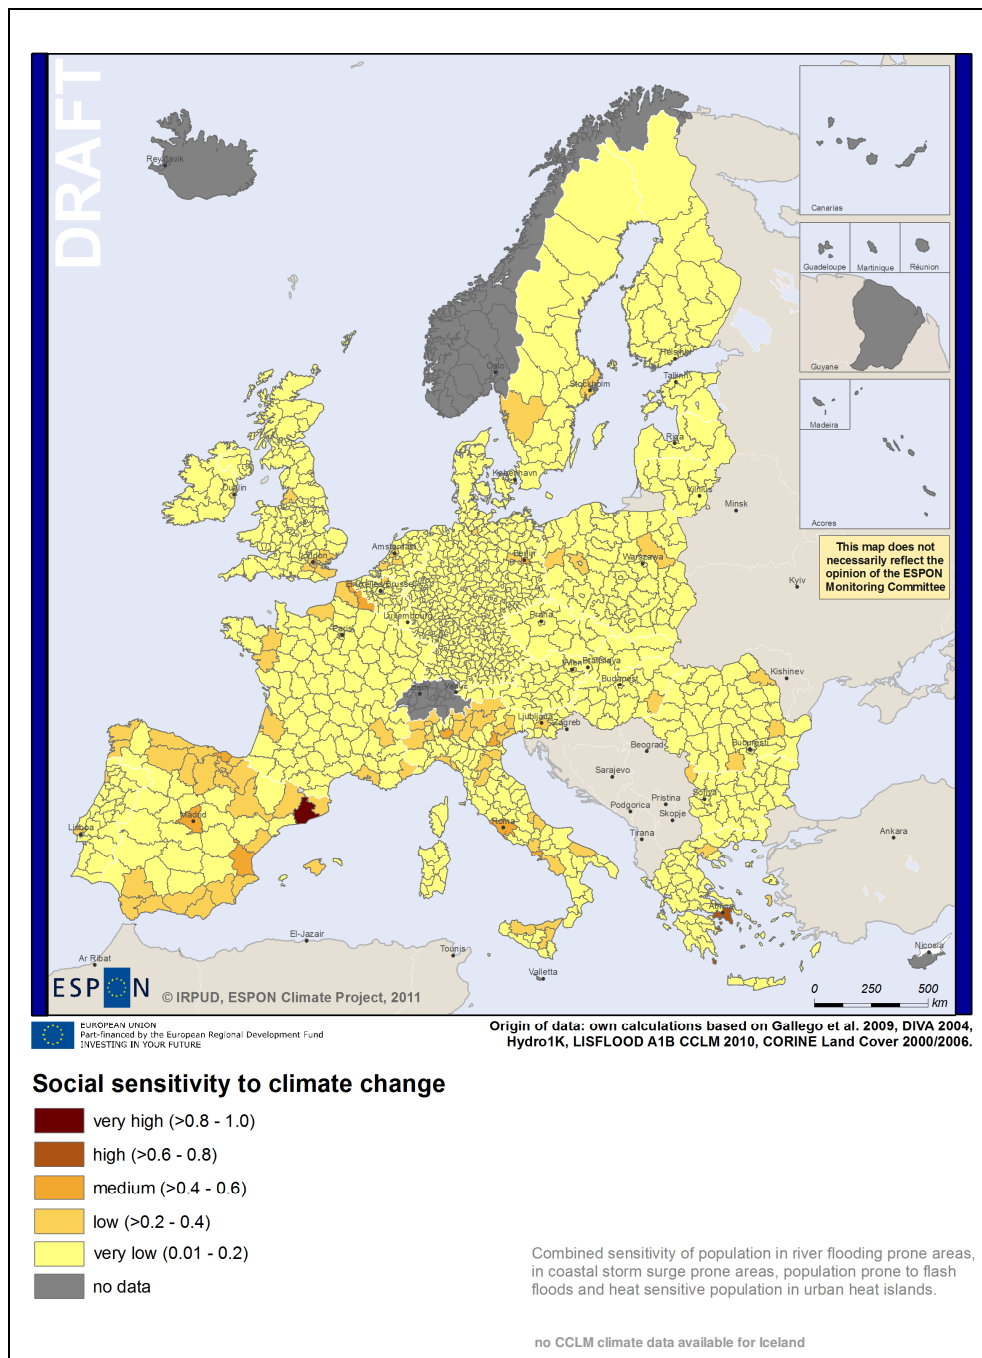 DRAFT
Reykjavik
Canarias
Guadeloupe
Martinique
Réunion
Guyane
Madeira
Acores
This map does not
necessarily reflect the
opinion of the ESPON
Monitoring Committee
Oslo
Helsinki
Stockholm
Tallinn
Riga
København
Vilnius
Minsk
Dublin
London
Amsterdam
Berlin
Warszawa
Kyiv
Bruxelles/Brussel
Luxembourg
Praha
Paris
Wien
Bratislava
Budapest
Kishinev
Bern
Vaduz
Ljubljana
Zagreb
Beograd
Bucuresti
Sarajevo
Sofiya
Pristina
Podgorica
Skopje
Tirana
Ankara
Madrid
Lisboa
Roma
Athinai
Nicosia
El-Jazair
Tounis
Ar Ribat
Valletta
ESPON
© IRPUD, ESPON Climate Project, 2011
0 250 500
km
EUROPEAN UNION
Part-financed by the European Regional Development Fund
INVESTING IN YOUR FUTURE
Origin of data: own calculations based on Gallego et al. 2009, DIVA 2004,
Hydro1K, LISFLOOD A1B CCLM 2010, CORINE Land Cover 2000/2006.
Social sensitivity to climate change
very high (>0.8 - 1.0)
high (>0.6 - 0.8)
medium (>0.4 - 0.6)
low (>0.2 - 0.4)
very low (0.01 - 0.2)
no data
Combined sensitivity of population in river flooding prone areas,
in coastal storm surge prone areas, population prone to flash
floods and heat sensitive population in urban heat islands.
no CCLM climate data available for Iceland